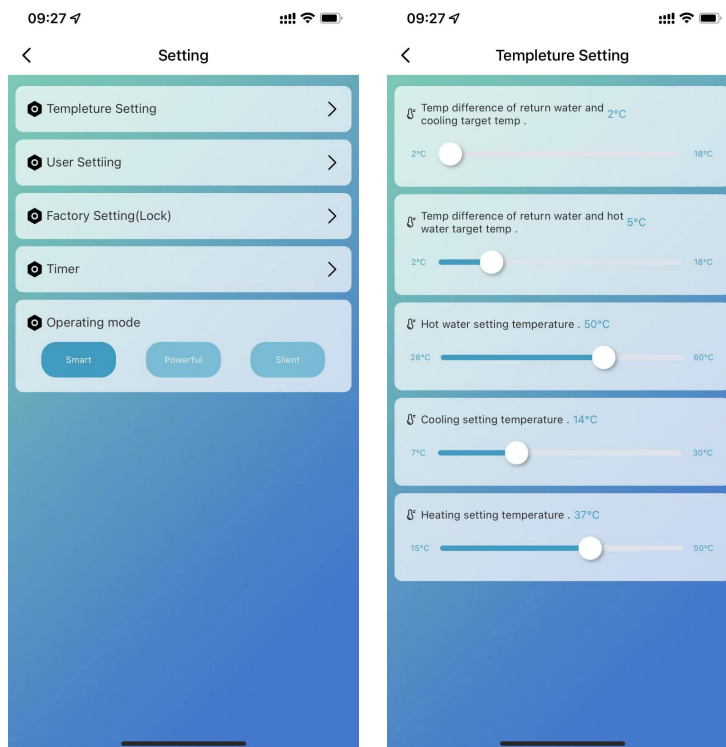 09:27
Setting
Templeture Setting
User Settiing
Factory Setting(Lock)
Timer
Operating mode
Smart
Powerful
Slient
09:27
Templeture Setting
Temp difference of return water and
cooling target temp .
2°C
2°C
18°C
Temp difference of return water and hot
water target temp .
5°C
2°C
18°C
Hot water setting temperature . 50°C
28°C
60°C
Cooling setting temperature . 14°C
7°C
30°C
Heating setting temperature . 37°C
15°C
50°C